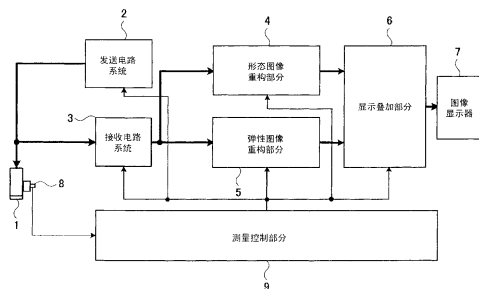 2
发送电路
系统
4
形态图像
重构部分
6
显示叠加部分
7
图像
显示器
3
接收电路
系统
弹性图像
重构部分
5
8
1
测量控制部分
9